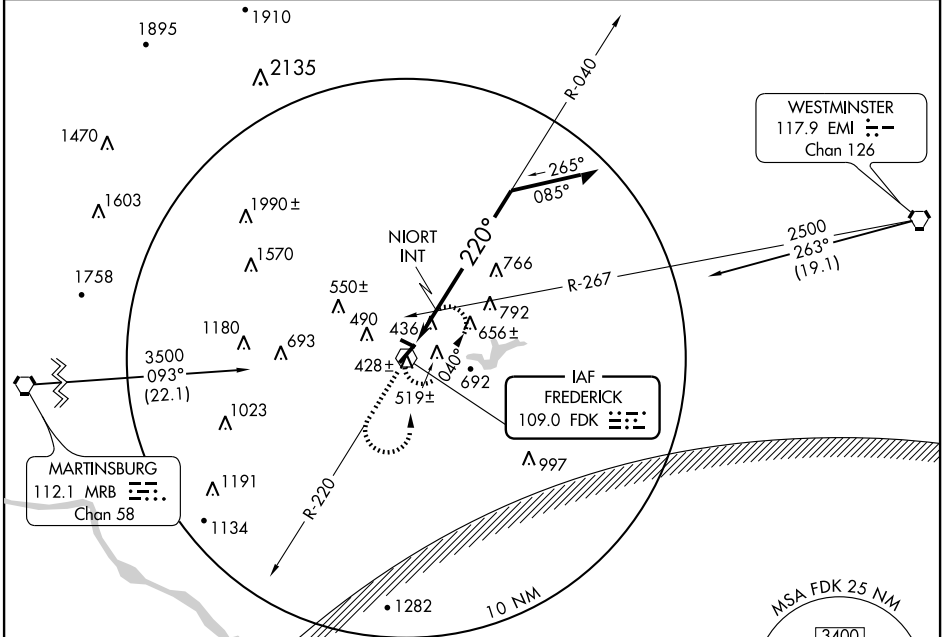 1910
1895
2135
R-040
WESTMINSTER
117.9 EMI
Chan 126
1470
265°
085°
1603
1990±
220°
2500
263°
(19.1)
NIORT
INT
1570
766
R-267
1758
550±
792
490
436
656±
1180
693
3500
093°
(22.1)
428±
040°
692
519±
IAF
FREDERICK
109.0 FDK
1023
997
MARTINSBURG
112.1 MRB
Chan 58
1191
R-220
1134
1282
10 NM
MSA FDK 25 NM
3400